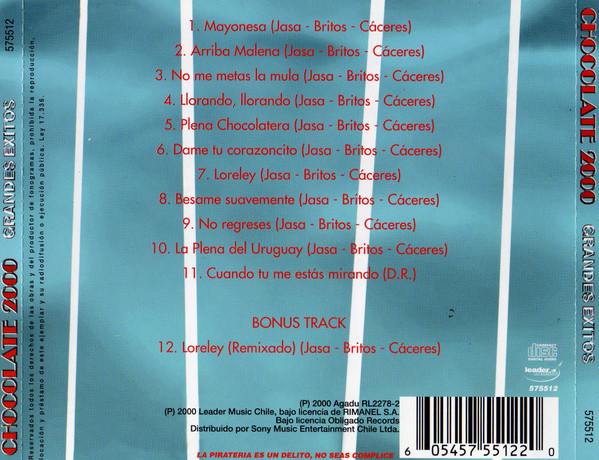 575512
CHOCOLATE 2000 GRANDES EXITOS
Reservados todos los derechos de las obras y del productor de fonogramas, prohibida la reproducción,
locación y préstamo de este ejemplar y su radiodifusión o ejecución pública. Ley 17.336.
1. Mayonesa (Jasa - Britos - Cáceres)
2. Arriba Malena (Jasa - Britos - Cáceres)
3. No me metas la mula (Jasa - Britos - Cáceres)
4. Llorando, llorando (Jasa - Britos - Cáceres)
5. Plena Chocolatera (Jasa - Britos - Cáceres)
6. Dame tu corazoncito (Jasa - Britos - Cáceres)
7. Loreley (Jasa - Britos - Cáceres)
8. Besame suavemente (Jasa - Britos - Cáceres)
9. No regreses (Jasa - Britos - Cáceres)
10. La Plena del Uruguay (Jasa - Britos - Cáceres)
11. Cuando tu me estás mirando (D.R.)
BONUS TRACK
12. Loreley (Remixado) (Jasa - Britos - Cáceres)
(P) 2000 Agadu RL2278-2
(P) 2000 Leader Music Chile, bajo licencia de RIMANEL S.A.
Bajo licencia Obligado Records
Distribuido por Sony Music Entertainment Chile Ltda.
LA PIRATERIA ES UN DELITO, NO SEAS COMPLICE
6 05457 55122 0
COMPACT
disc
DIGITAL AUDIO
leader
575512
CHOCOLATE 2000 GRANDES EXITOS
575512